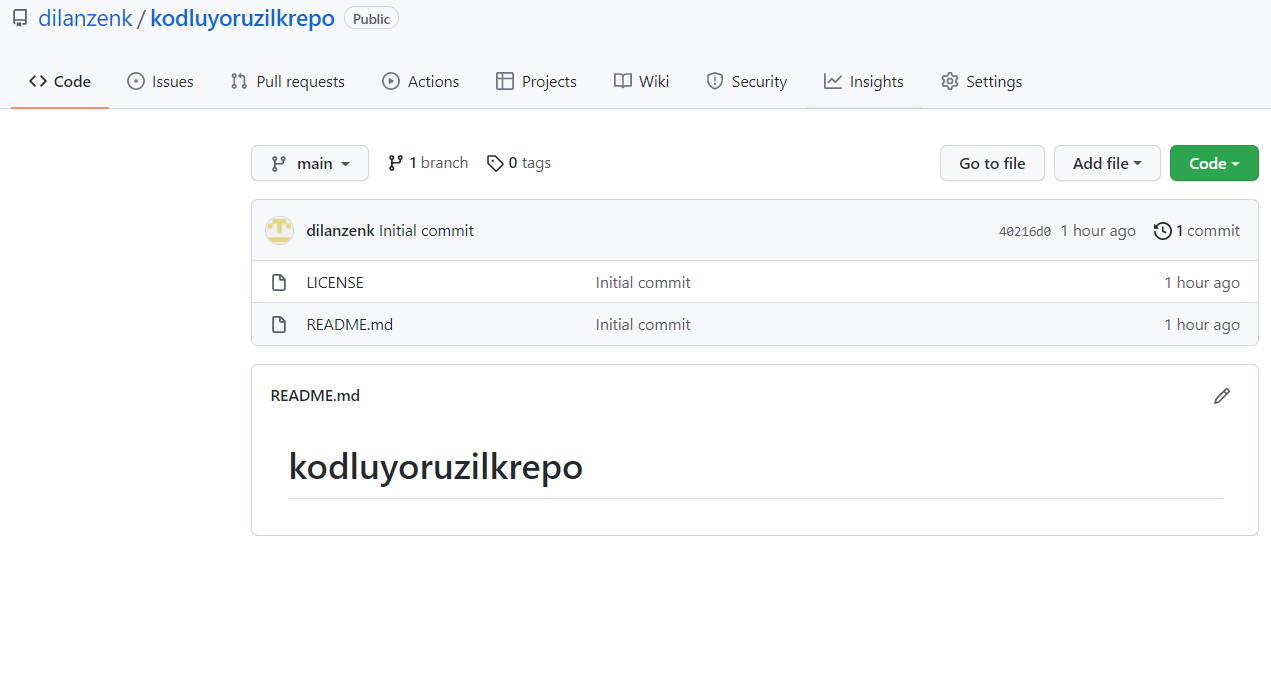 dilanzenk / kodluyoruzilkrepo Public
Code Issues Pull requests Actions Projects Wiki Security Insights Settings
main 1 branch 0 tags Go to file Add file Code
dilanzenk Initial commit 40216d0 1 hour ago 1 commit
LICENSE Initial commit 1 hour ago
README.md Initial commit 1 hour ago
README.md
kodluyoruzilkrepo